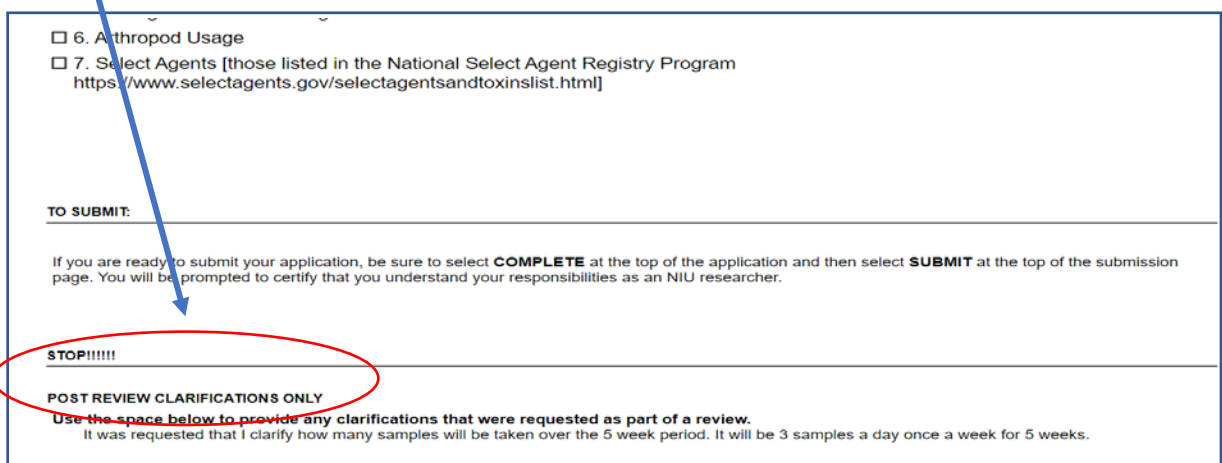 ☐ 6. Arthropod Usage
☐ 7. Select Agents [those listed in the National Select Agent Registry Program
https://www.selectagents.gov/selectagentsandtoxinslist.html]
TO SUBMIT:
If you are ready to submit your application, be sure to select COMPLETE at the top of the application and then select SUBMIT at the top of the submission
page. You will be prompted to certify that you understand your responsibilities as an NIU researcher.
STOP!!!!!!
POST REVIEW CLARIFICATIONS ONLY
Use the space below to provide any clarifications that were requested as part of a review.
It was requested that I clarify how many samples will be taken over the 5 week period. It will be 3 samples a day once a week for 5 weeks.